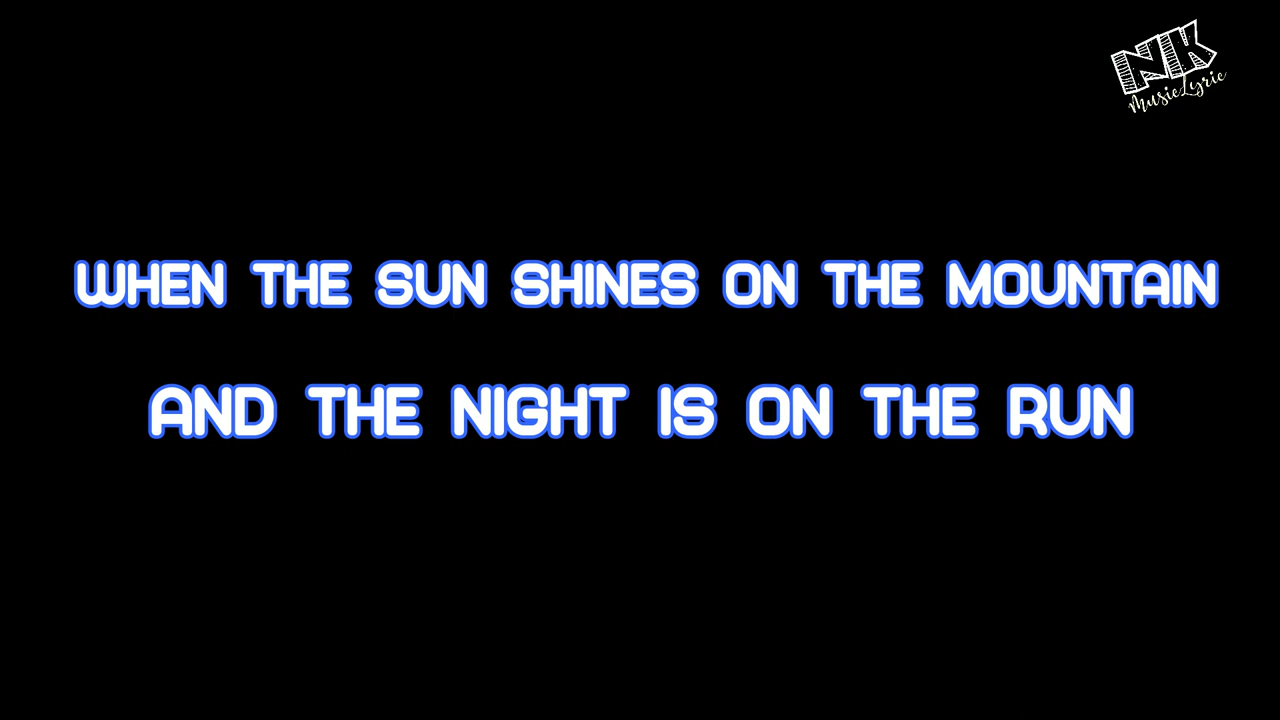 NK
MusicLyric
WHEN THE SUN SHINES ON THE MOUNTAIN
AND THE NIGHT IS ON THE RUN